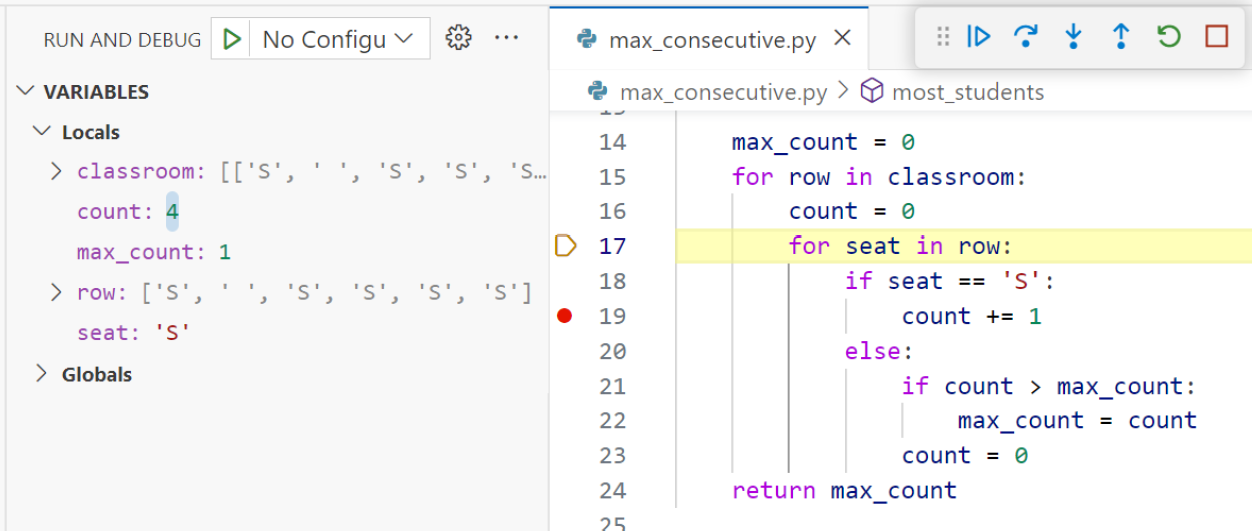 RUN AND DEBUG No Configu
VARIABLES
Locals
classroom: [['S', ' ', 'S', 'S', 'S…
count: 4
max_count: 1
row: ['S', ' ', 'S', 'S', 'S', 'S']
seat: 'S'
Globals
max_consecutive.py
max_consecutive.py > most_students
14 max_count = 0
15 for row in classroom:
16 count = 0
17 for seat in row:
18 if seat == 'S':
19 count += 1
20 else:
21 if count > max_count:
22 max_count = count
23 count = 0
24 return max_count
25